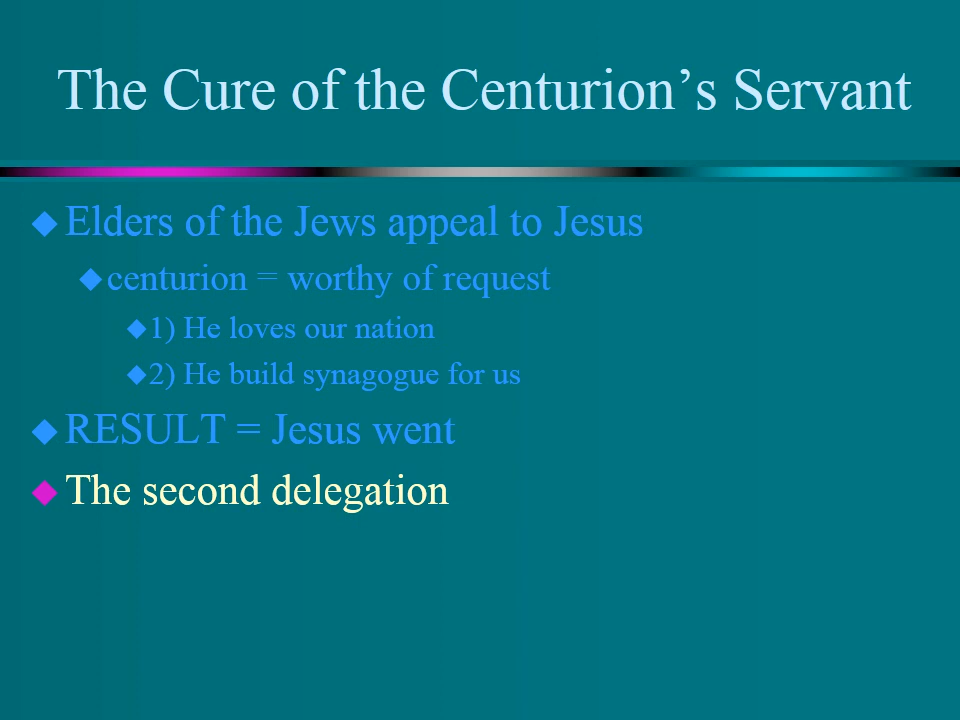 The Cure of the Centurion’s Servant
Elders of the Jews appeal to Jesus
centurion = worthy of request
1) He loves our nation
2) He build synagogue for us
RESULT = Jesus went
The second delegation